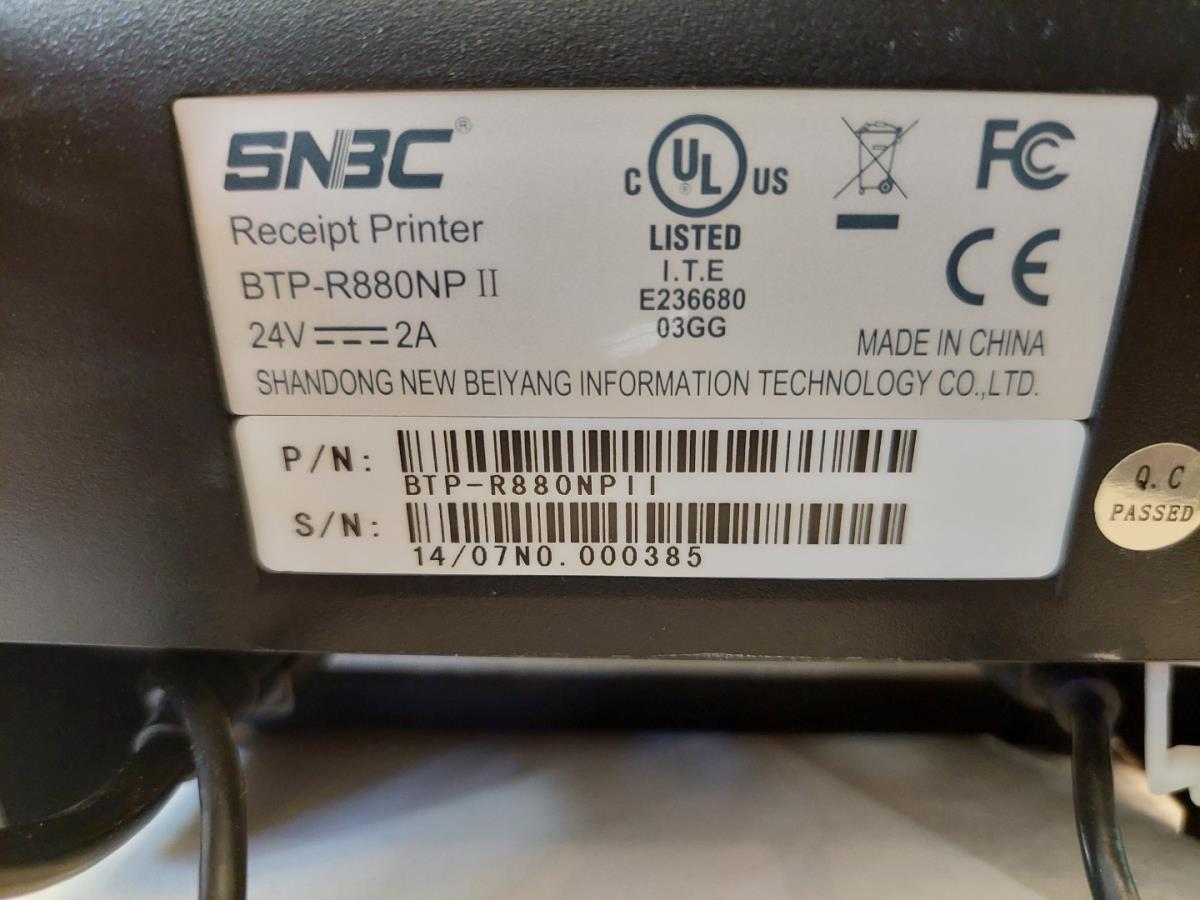 SNBC®
Receipt Printer
BTP-R880NP II
24V 2A
C UL® US
LISTED
I.T.E
E236680
03GG
FC
CE
MADE IN CHINA
SHANDONG NEW BEIYANG INFORMATION TECHNOLOGY CO.,LTD.
P/N:
BTP-R880NPII
S/N:
14/07NO.000385
Q.C
PASSED